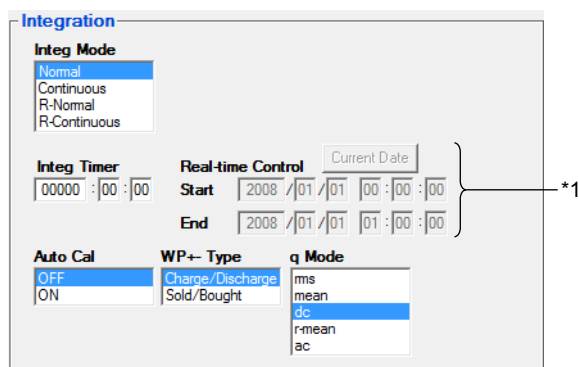 Integration
Integ Mode
Normal
Continuous
R-Normal
R-Continuous
Integ Timer
00000 : 00 : 00
Real-time Control
Current Date
Start 2008 / 01 / 01 00 : 00 : 00
End 2008 / 01 / 01 01 : 00 : 00
*1
Auto Cal
OFF
ON
WP+- Type
Charge/Discharge
Sold/Bought
q Mode
rms
mean
dc
r-mean
ac